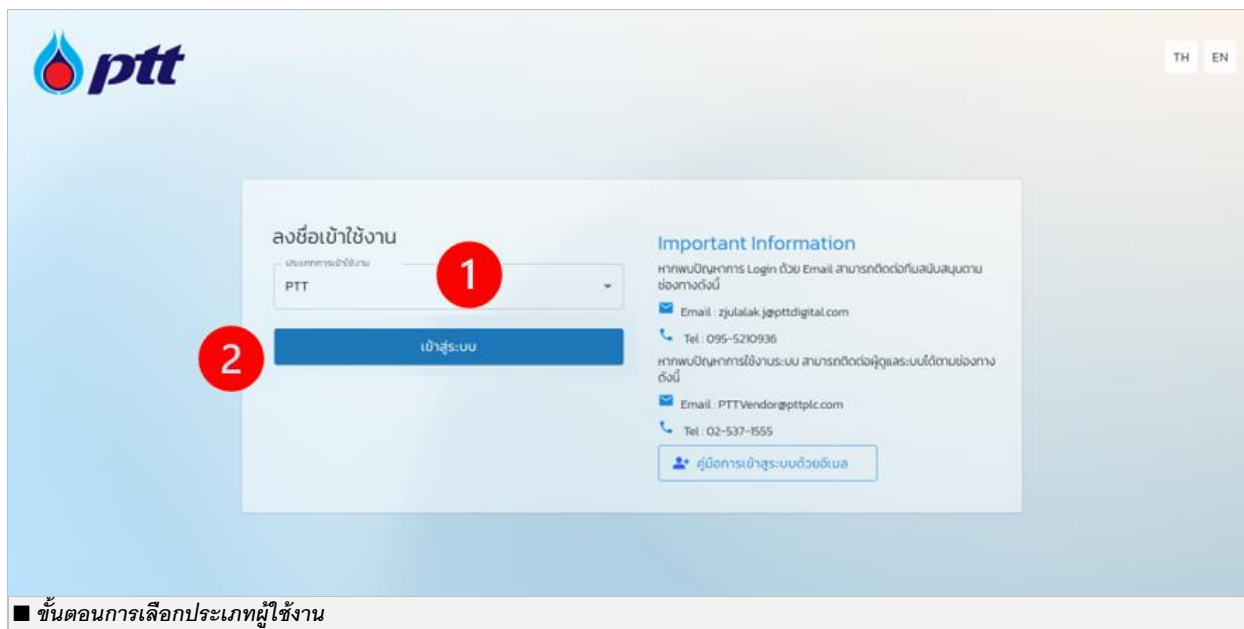 ptt
TH EN
ลงชื่อเข้าใช้งาน
ประเภทการเข้าใช้งาน
PTT
1
เข้าสู่ระบบ
2
Important Information
หากพบปัญหาการ Login ด้วย Email สามารถติดต่อทีมสนับสนุนตาม
ช่องทางดังนี้
Email : zjulalak.j@pttdigital.com
Tel : 095-5210936
หากพบปัญหาการใช้งานระบบ สามารถติดต่อผู้ดูแลระบบได้ตามช่องทาง
ดังนี้
Email : PTTVendor@pttplc.com
Tel : 02-537-1555
คู่มือการเข้าสู่ระบบด้วยอีเมล
■ ขั้นตอนการเลือกประเภทผู้ใช้งาน